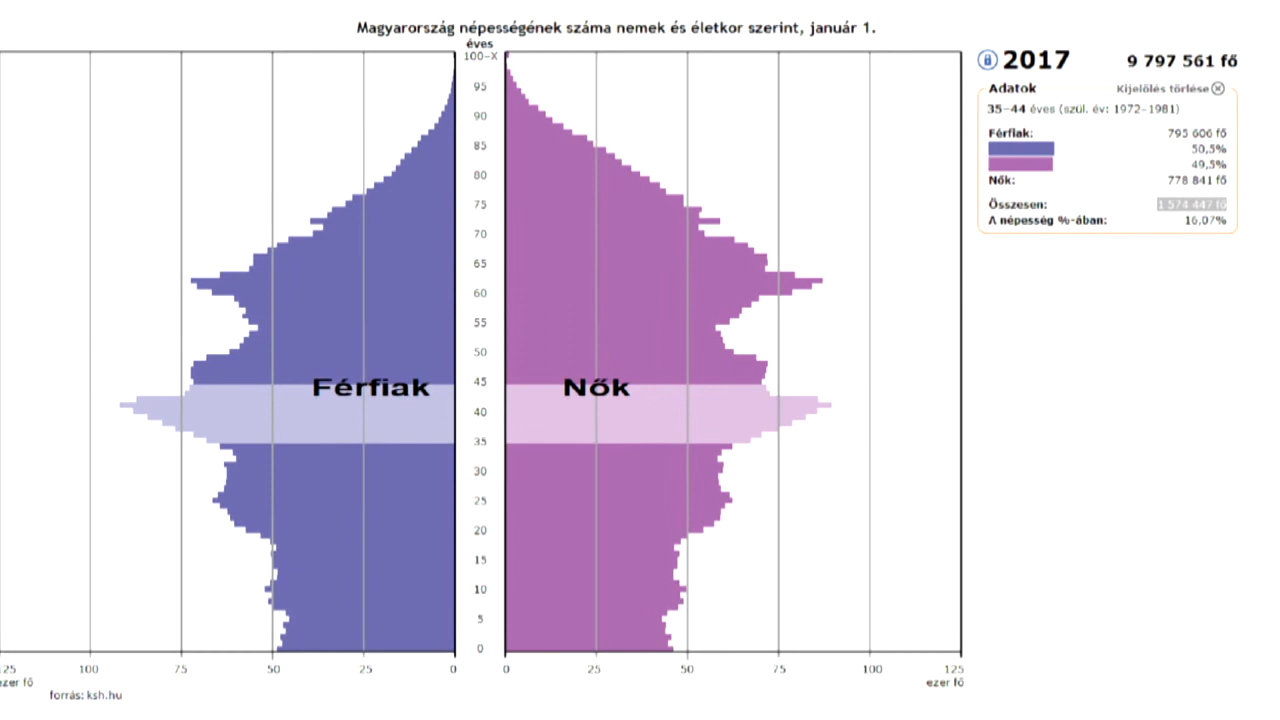 Magyarország népességének száma nemek és életkor szerint, január 1.
éves
100-X
95
90
85
80
75
70
65
60
55
50
45
40
35
30
25
20
15
10
5
0
Férfiak
Nők
125 100 75 50 25 0
0 25 50 75 100 125
ezer fő
ezer fő
forrás: ksh.hu
2017 9 797 561 fő
Adatok Kijelölés törlése
35-44 éves (szül. év: 1972-1981)
Férfiak: 795 606 fő
50,5%
49,5%
Nők: 778 841 fő
Összesen: 1 574 447 fő
A népesség %-ában: 16,07%